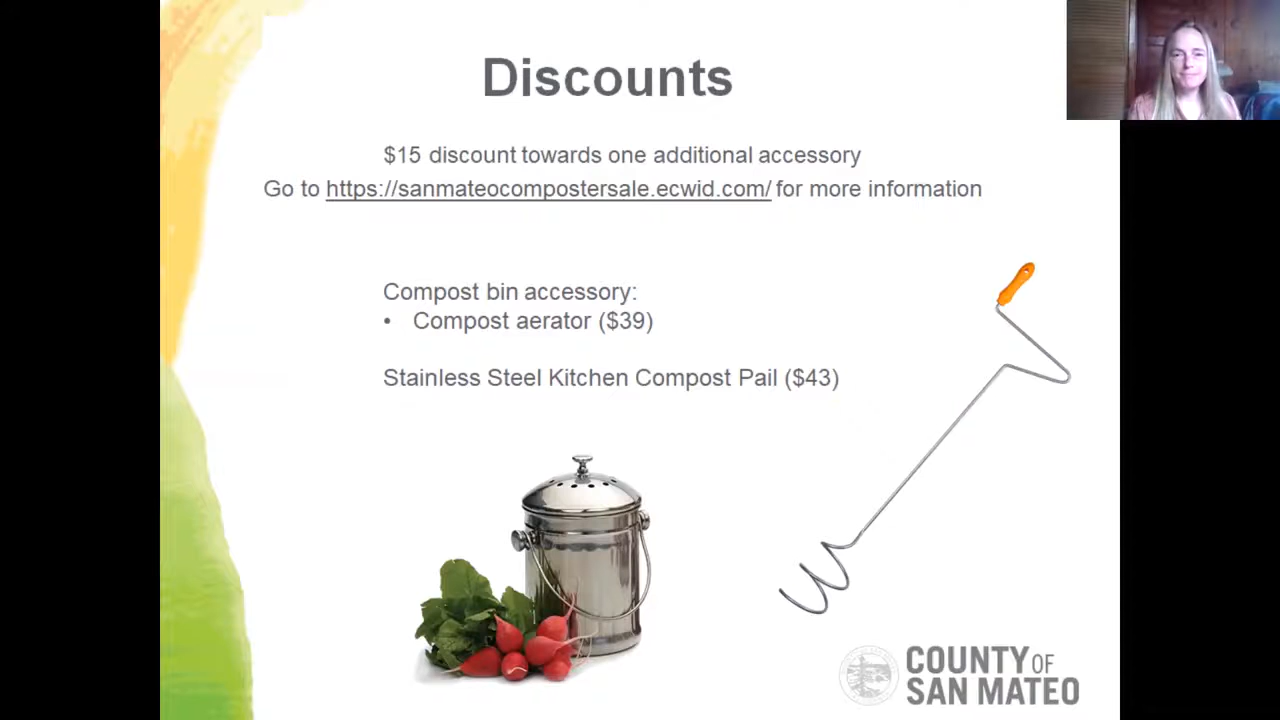 Discounts
$15 discount towards one additional accessory
Go to https://sanmateocompostersale.ecwid.com/ for more information
Compost bin accessory:
• Compost aerator ($39)
Stainless Steel Kitchen Compost Pail ($43)
COUNTY OF
SAN MATEO